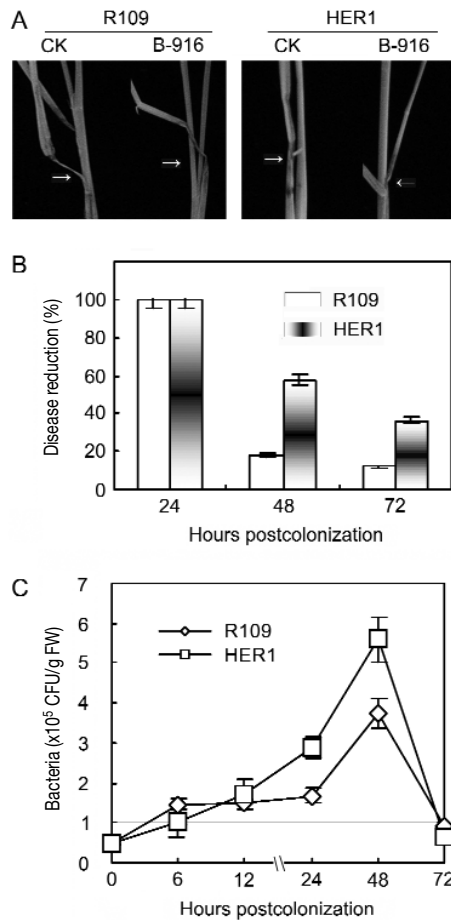 A
R109 HER1
CK B-916 CK B-916
B
Disease reduction (%)
100
80
60
40
20
0
R109
HER1
24 48 72
Hours postcolonization
C
Bacteria (x10⁵ CFU/g FW)
7
6
5
4
3
2
1
0
R109
HER1
0 6 12 24 48 72
Hours postcolonization